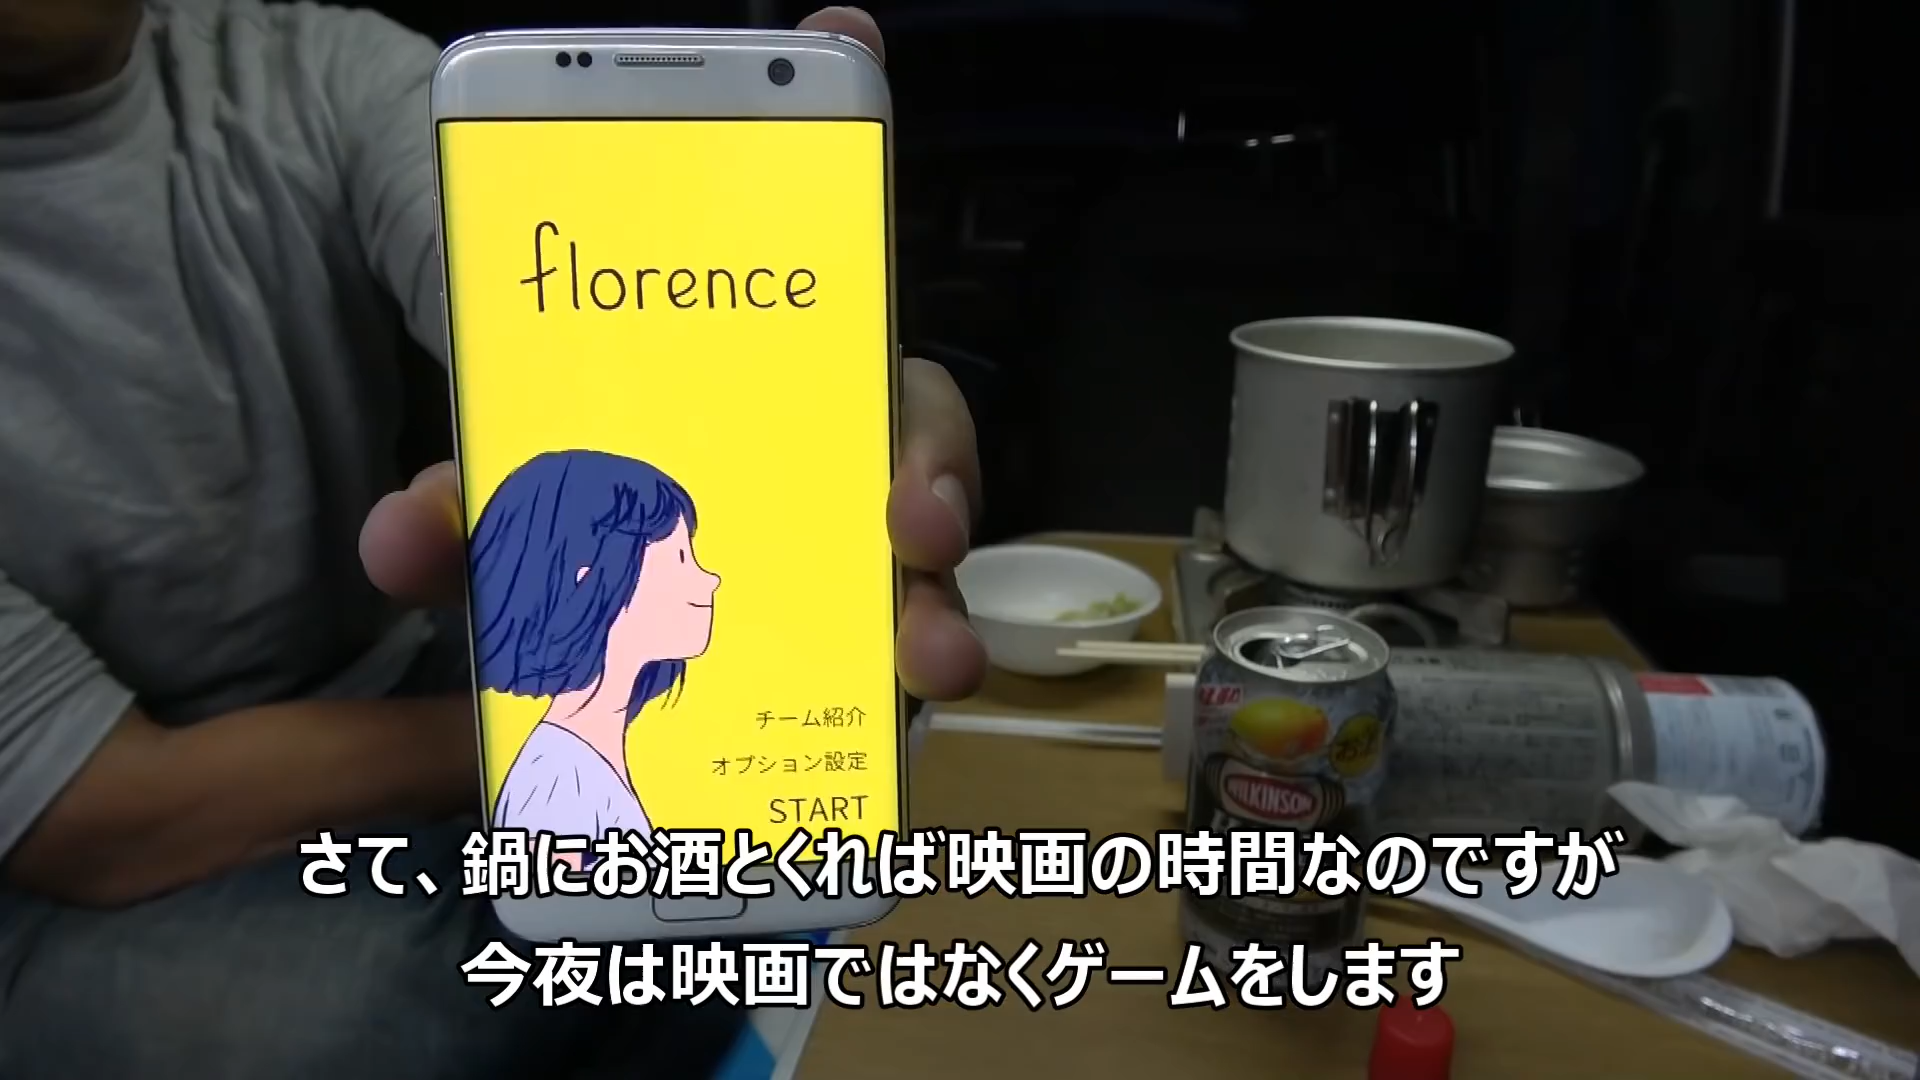 florence
チーム紹介
オプション設定
START
WILKINSON
さて、鍋にお酒とくれば映画の時間なのですが
今夜は映画ではなくゲームをします